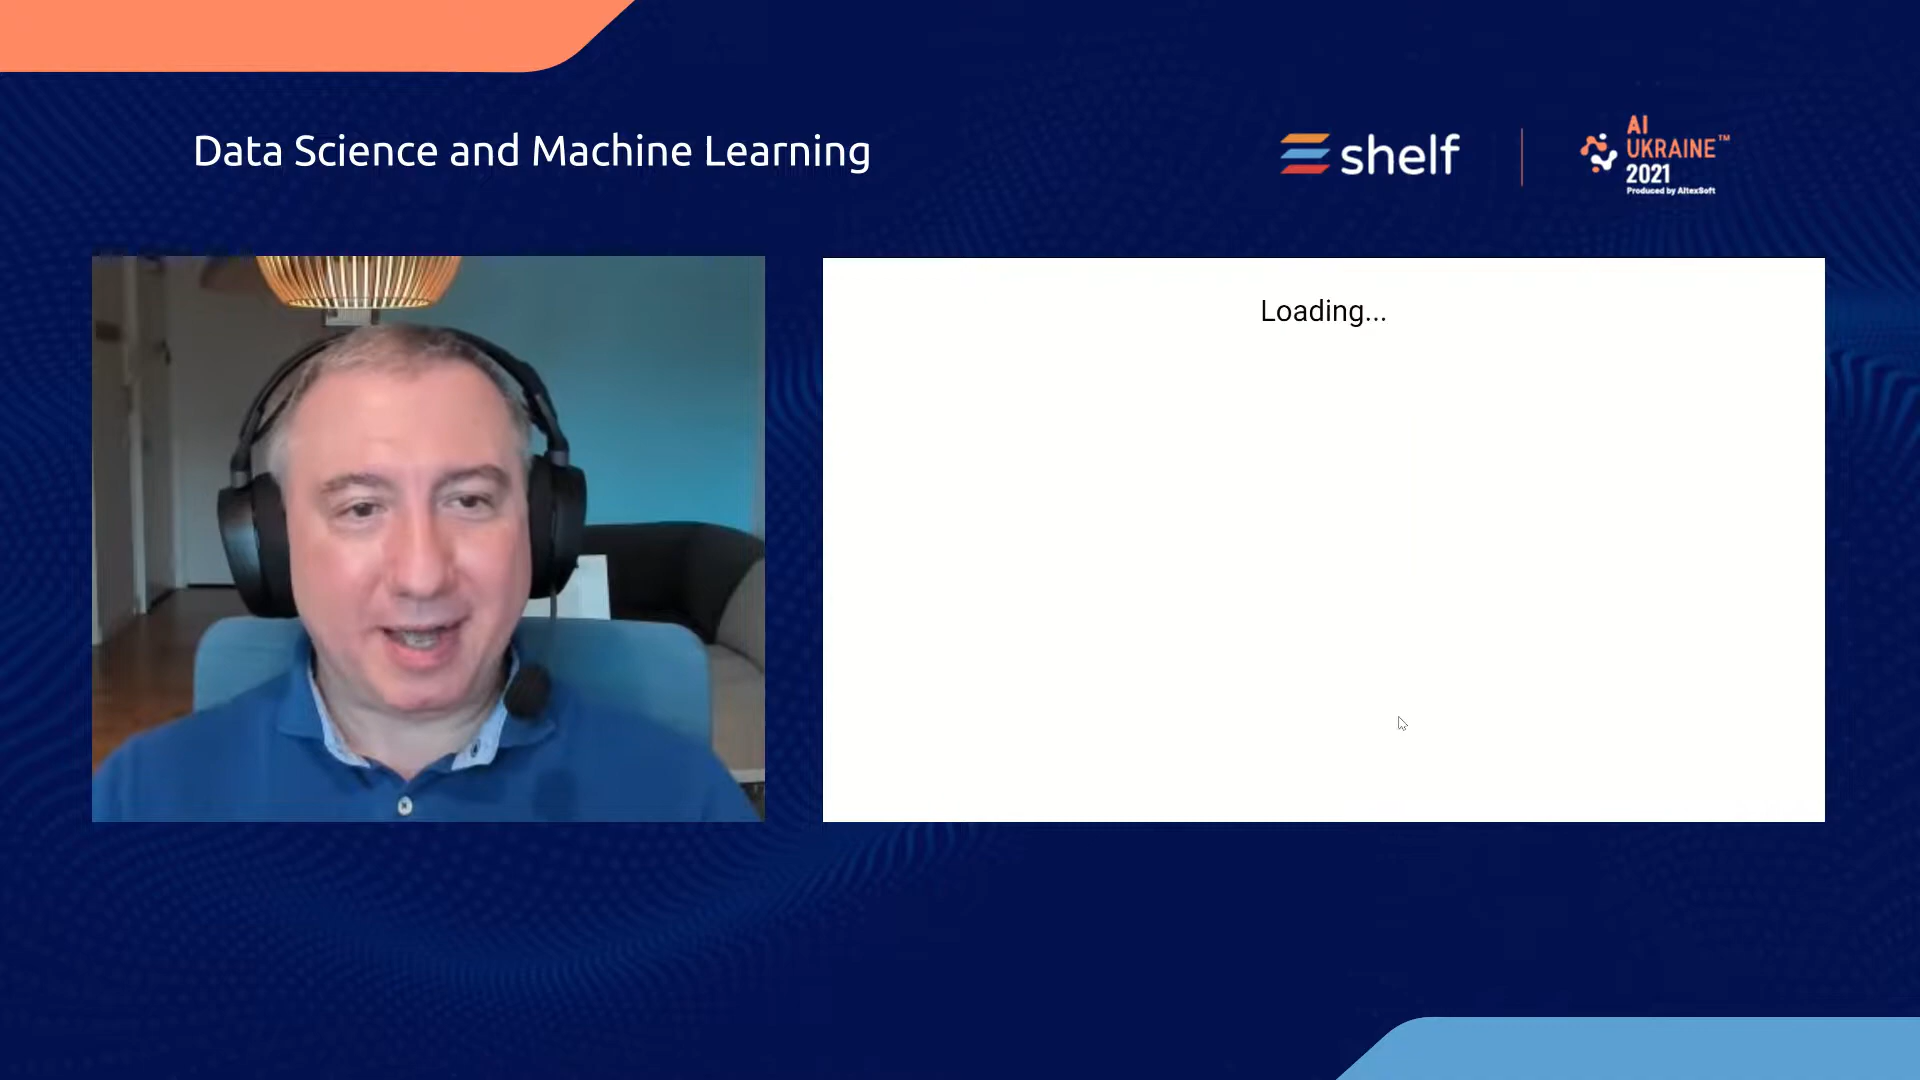 Data Science and Machine Learning
shelf
AI
UKRAINE™
2021
Produced by AltexSoft
Loading...